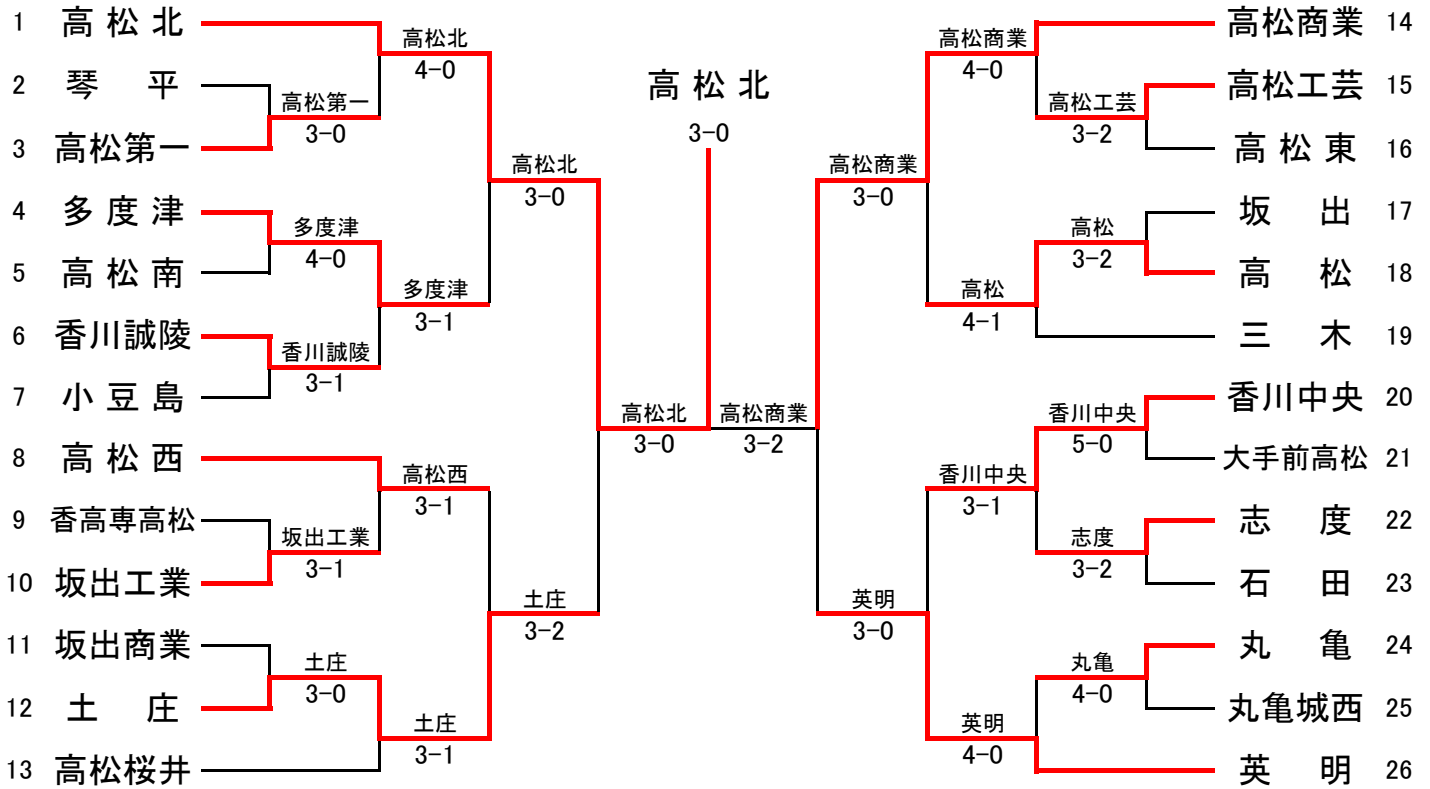 1 高松北
2 琴平
3 高松第一
4 多度津
5 高松南
6 香川誠陵
7 小豆島
8 高松西
9 香高専高松
10 坂出工業
11 坂出商業
12 土庄
13 高松桜井
高松第一
3-0
多度津
4-0
香川誠陵
3-1
坂出工業
3-1
土庄
3-0
高松北
4-0
多度津
3-1
高松西
3-1
土庄
3-1
高松北
3-0
土庄
3-2
高松北
3-0
高松北
3-0
高松商業
3-2
高松商業
3-0
英明
3-0
高松商業
4-0
高松
4-1
香川中央
3-1
英明
4-0
高松工芸
3-2
高松
3-2
香川中央
5-0
志度
3-2
丸亀
4-0
高松商業 14
高松工芸 15
高松東 16
坂出 17
高松 18
三木 19
香川中央 20
大手前高松 21
志度 22
石田 23
丸亀 24
丸亀城西 25
英明 26